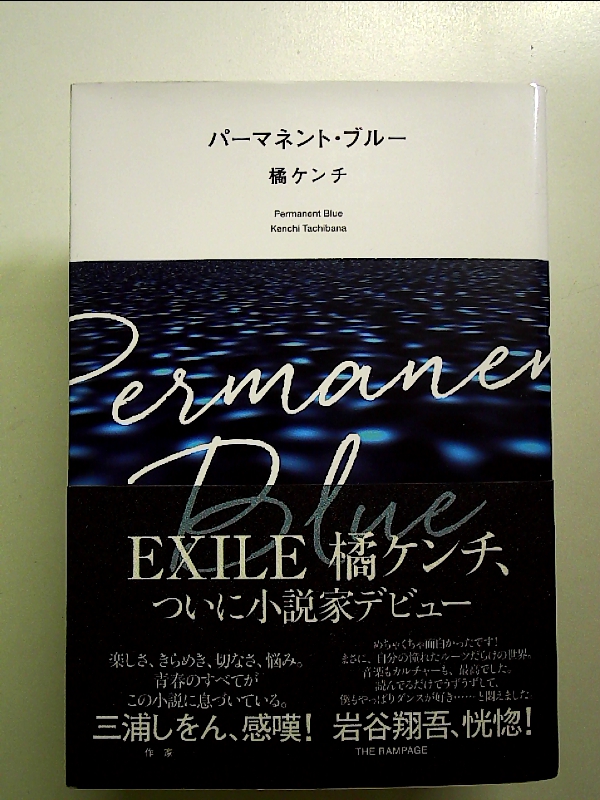 パーマネント・ブルー
橘ケンチ
Permanent Blue
Kenchi Tachibana
Permanen
Blue
EXILE 橘ケンチ、
ついに小説家デビュー
楽しさ、きらめき、切なさ、悩み。
青春のすべてが
この小説に息づいている。
三浦しをん、感嘆!
作家
めちゃくちゃ面白かったです!
まさに、自分の憧れたルーツだらけの世界。
音楽もカルチャーも、最高でした。
読んでるだけでうずうずして、
僕もやっぱりダンスが好き……と悶えました
岩谷翔吾、恍惚!
THE RAMPAGE